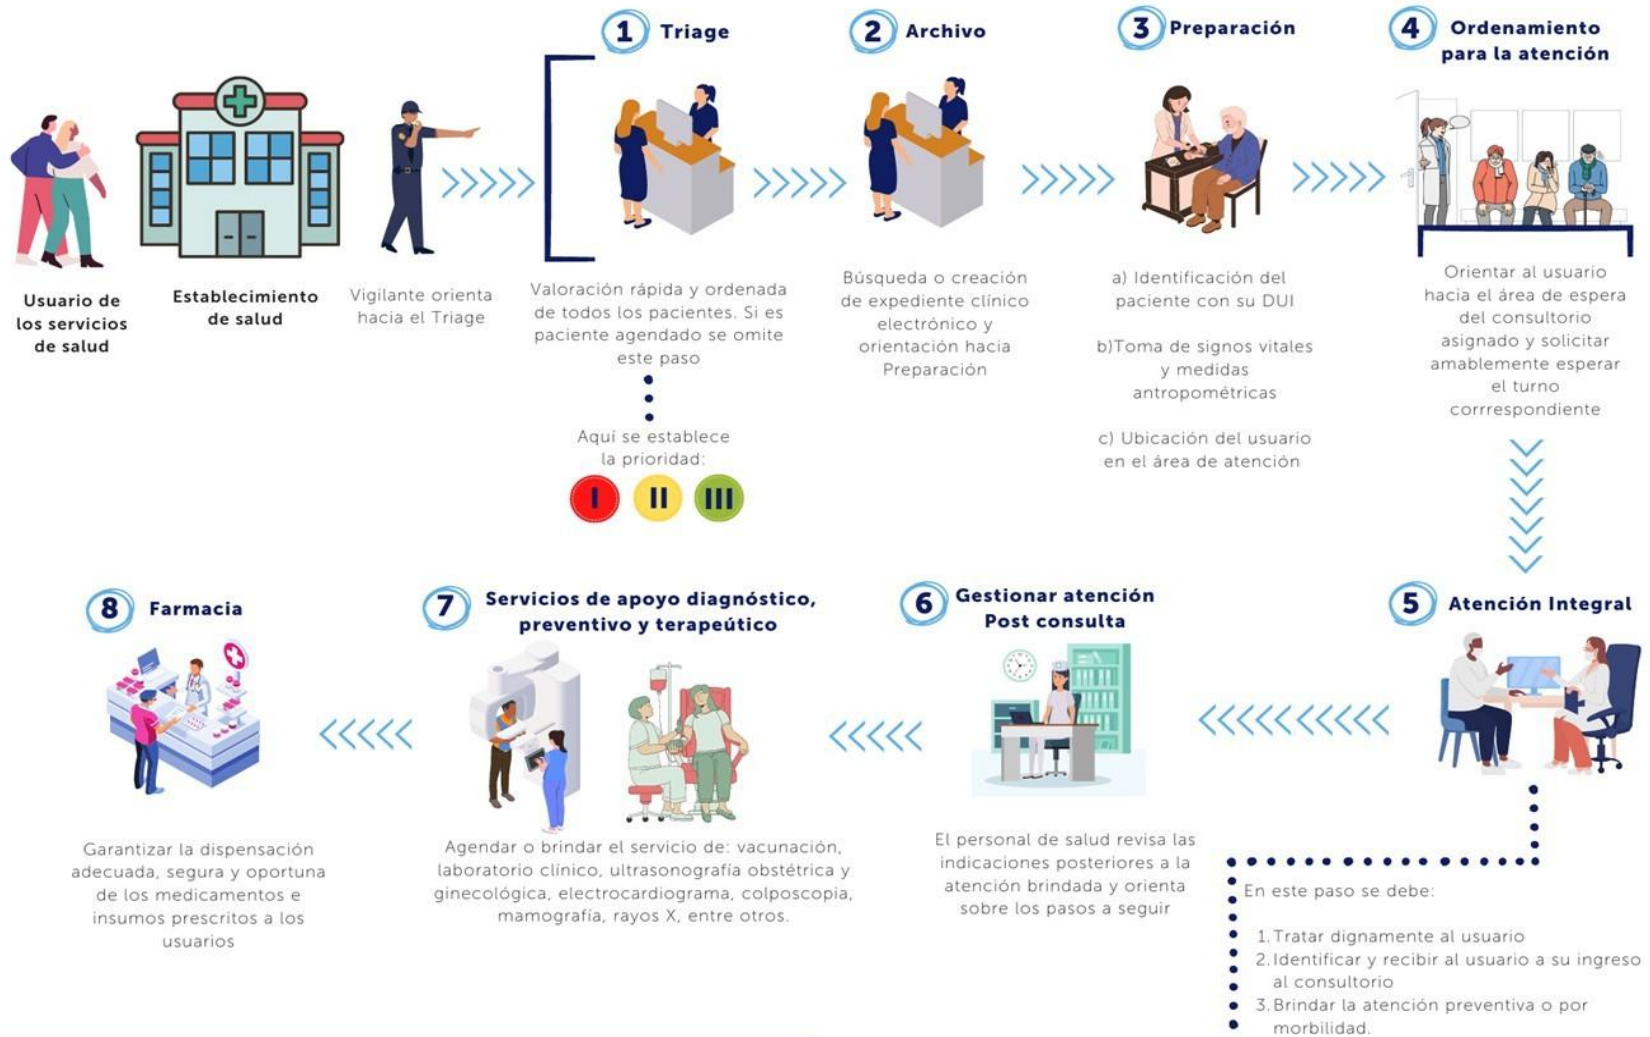 1 Triage
2 Archivo
3 Preparación
4 Ordenamiento
para la atención
Usuario de
los servicios
de salud
Establecimiento
de salud
Vigilante orienta
hacia el Triage
Valoración rápida y ordenada
de todos los pacientes. Si es
paciente agendado se omite
este paso
Aquí se establece
la prioridad:
I II III
Búsqueda o creación
de expediente clínico
electrónico y
orientación hacia
Preparación
a) Identificación del
paciente con su DUI
b)Toma de signos vitales
y medidas
antropométricas
c) Ubicación del usuario
en el área de atención
Orientar al usuario
hacia el área de espera
del consultorio
asignado y solicitar
amablemente esperar
el turno
corrrespondiente
5 Atención Integral
En este paso se debe:
1. Tratar dignamente al usuario
2. Identificar y recibir al usuario a su ingreso
al consultorio
3. Brindar la atención preventiva o por
morbilidad.
6 Gestionar atención
Post consulta
El personal de salud revisa las
indicaciones posteriores a la
atención brindada y orienta
sobre los pasos a seguir
7 Servicios de apoyo diagnóstico,
preventivo y terapeútico
Agendar o brindar el servicio de: vacunación,
laboratorio clínico, ultrasonografía obstétrica y
ginecológica, electrocardiograma, colposcopia,
mamografía, rayos X, entre otros.
8 Farmacia
Garantizar la dispensación
adecuada, segura y oportuna
de los medicamentos e
insumos prescritos a los
usuarios